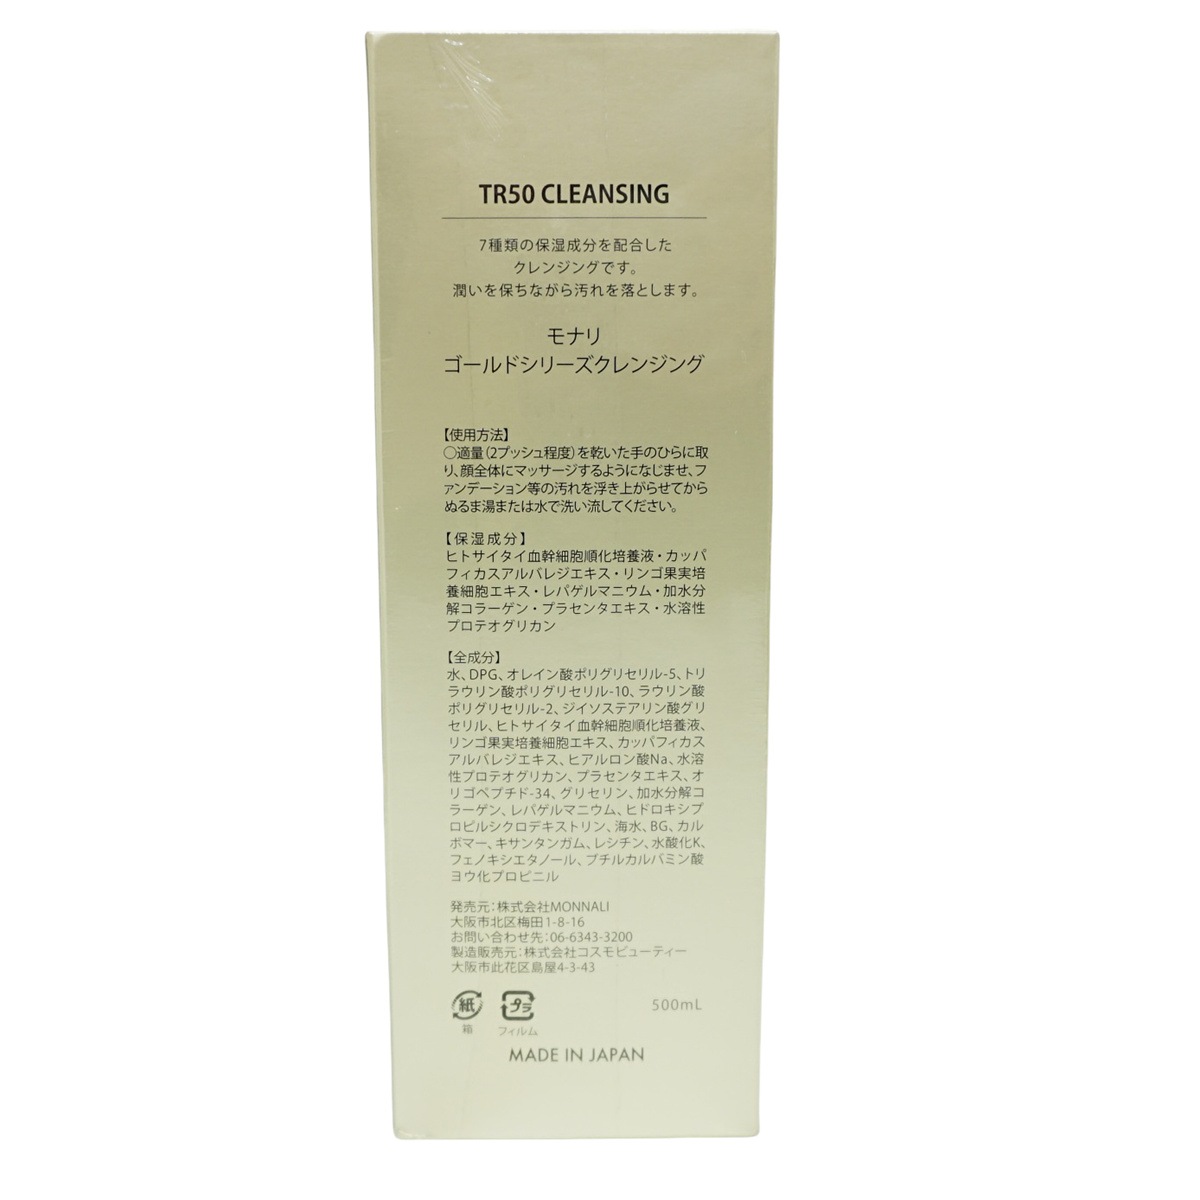 TR50 CLEANSING
7種類の保湿成分を配合した
クレンジングです。
潤いを保ちながら汚れを落とします。
モナリ
ゴールドシリーズクレンジング
【使用方法】
○適量(2プッシュ程度)を乾いた手のひらに取
り、顔全体にマッサージするようになじませ、フ
ァンデーション等の汚れを浮き上がらせてから
ぬるま湯または水で洗い流してください。
【保湿成分】
ヒトサイタイ血幹細胞順化培養液・カッパ
フィカスアルバレジエキス・リンゴ果実培
養細胞エキス・レパゲルマニウム・加水分
解コラーゲン・プラセンタエキス・水溶性
プロテオグリカン
【全成分】
水、DPG、オレイン酸ポリグリセリル-5、トリ
ラウリン酸ポリグリセリル-10、ラウリン酸
ポリグリセリル-2、ジイソステアリン酸グリ
セリル、ヒトサイタイ血幹細胞順化培養液、
リンゴ果実培養細胞エキス、カッパフィカス
アルバレジエキス、ヒアルロン酸Na、水溶
性プロテオグリカン、プラセンタエキス、オ
リゴペプチド-34、グリセリン、加水分解コ
ラーゲン、レパゲルマニウム、ヒドロキシプ
ロピルシクロデキストリン、海水、BG、カル
ボマー、キサンタンガム、レシチン、水酸化K、
フェノキシエタノール、ブチルカルバミン酸
ヨウ化プロピニル
発売元：株式会社MONNALI
大阪市北区梅田1-8-16
お問い合わせ先：06-6343-3200
製造販売元：株式会社コスモビューティー
大阪市此花区島屋4-3-43
紙 プラ 500mL
箱 フィルム
MADE IN JAPAN